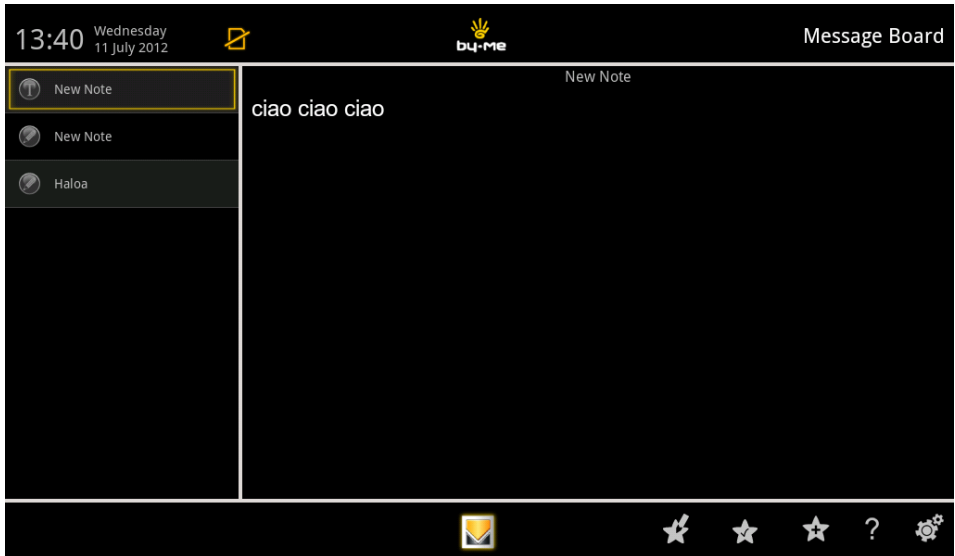 13:40
Wednesday
11 July 2012
by·me
Message Board
New Note
New Note
Haloa
New Note
ciao ciao ciao
?